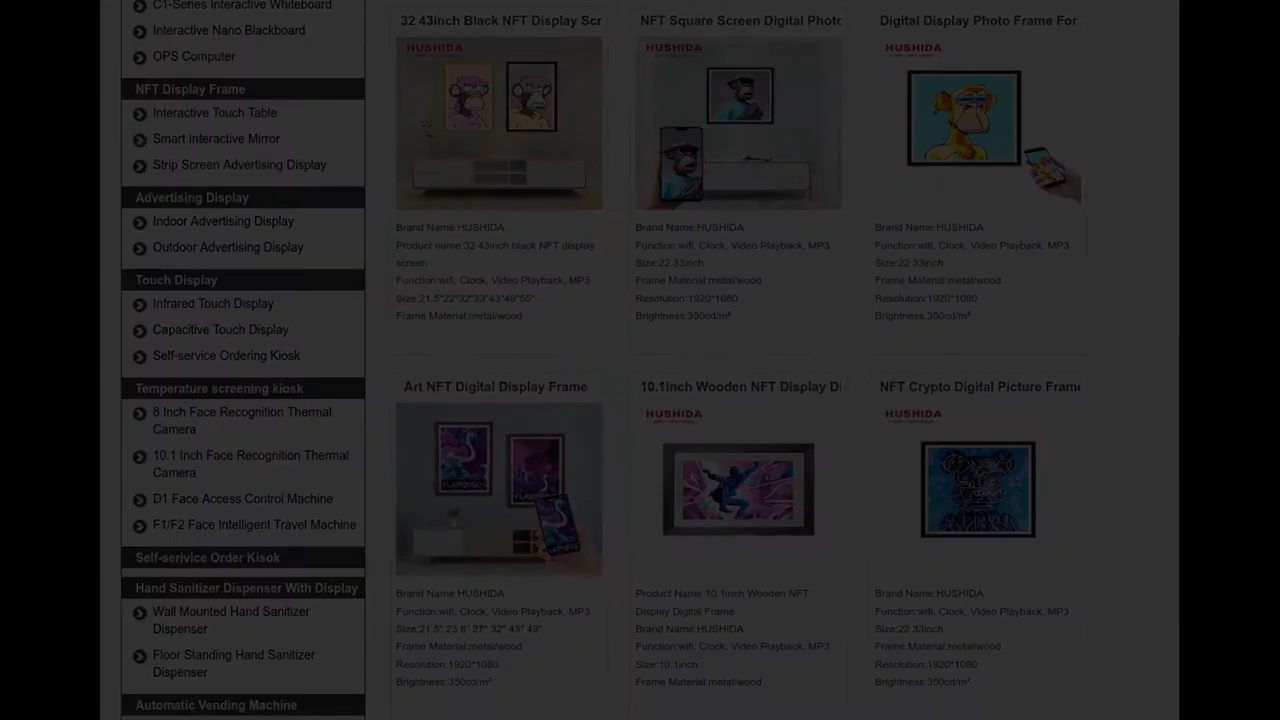 C1-Series Interactive Whiteboard
Interactive Nano Blackboard
OPS Computer
NFT Display Frame
Interactive Touch Table
Smart Interactive Mirror
Strip Screen Advertising Display
Advertising Display
Indoor Advertising Display
Outdoor Advertising Display
Touch Display
Infrared Touch Display
Capacitive Touch Display
Self-service Ordering Kiosk
Temperature screening kiosk
8 Inch Face Recognition Thermal
Camera
10.1 Inch Face Recognition Thermal
Camera
D1 Face Access Control Machine
F1/F2 Face Intelligent Travel Machine
Self-serivice Order Kisok
Hand Sanitizer Dispenser With Display
Wall Mounted Hand Sanitizer
Dispenser
Floor Standing Hand Sanitizer
Dispenser
Automatic Vending Machine
32 43inch Black NFT Display Scr
HUSHIDA
Brand Name:HUSHIDA
Product name:32 43inch black NFT display
screen
Function:wifi, Clock, Video Playback, MP3
Size:21.5"22"32"33"43"49"55"
Frame Material:metal/wood
NFT Square Screen Digital Photo
HUSHIDA
Brand Name:HUSHIDA
Function:wifi, Clock, Video Playback, MP3
Size:22 33inch
Frame Material:metal/wood
Resolution:1920*1080
Brightness:350cd/m²
Digital Display Photo Frame For
HUSHIDA
Brand Name:HUSHIDA
Function:wifi, Clock, Video Playback, MP3
Size:22 33inch
Frame Material:metal/wood
Resolution:1920*1080
Brightness:350cd/m²
Art NFT Digital Display Frame
Brand Name:HUSHIDA
Function:wifi, Clock, Video Playback, MP3
Size:21.5" 23.8" 27" 32" 43" 49"
Frame Material:metal/wood
Resolution:1920*1080
Brightness:350cd/m²
10.1inch Wooden NFT Display Di
HUSHIDA
Product Name:10.1inch Wooden NFT
Display Digital Frame
Brand Name:HUSHIDA
Function:wifi, Clock, Video Playback, MP3
Size:10.1inch
Frame Material:metal/wood
NFT Crypto Digital Picture Frame
HUSHIDA
Brand Name:HUSHIDA
Function:wifi, Clock, Video Playback, MP3
Size:22 33inch
Frame Material:metal/wood
Resolution:1920*1080
Brightness:350cd/m²